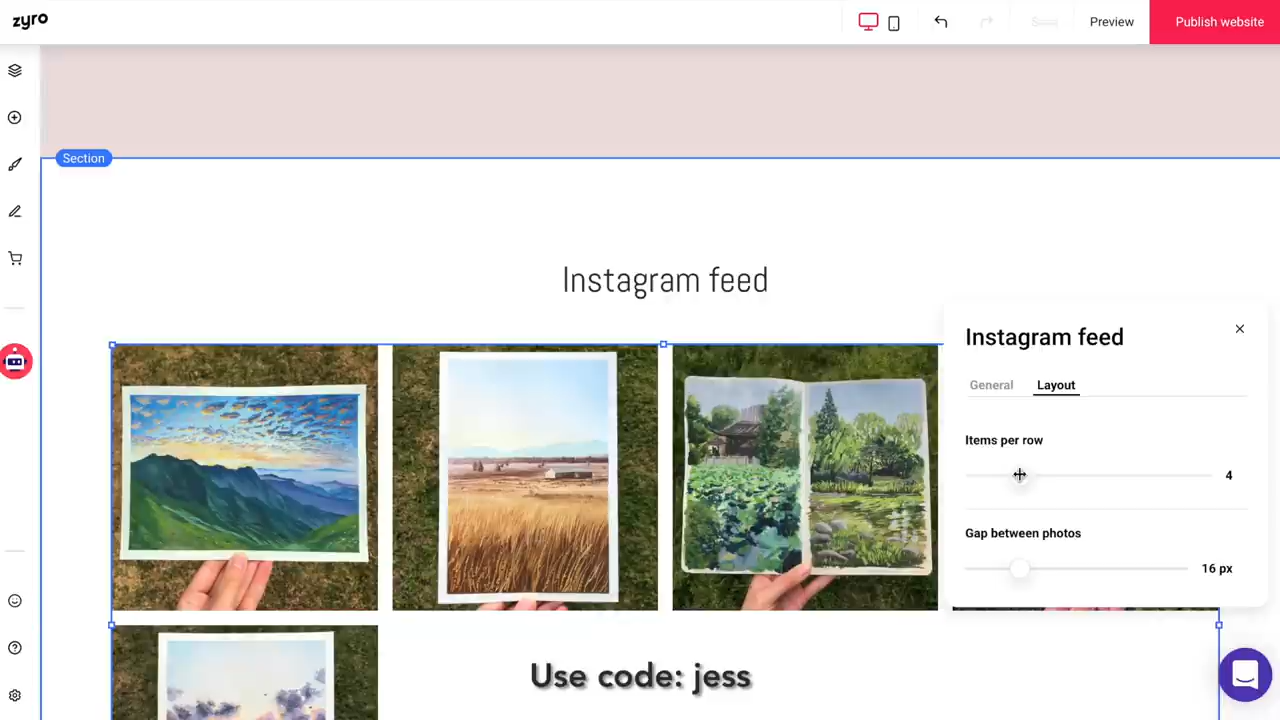 zyro
Save
Preview
Publish website
Section
Instagram feed
Instagram feed
General
Layout
Items per row
4
Gap between photos
16 px
Use code: jess